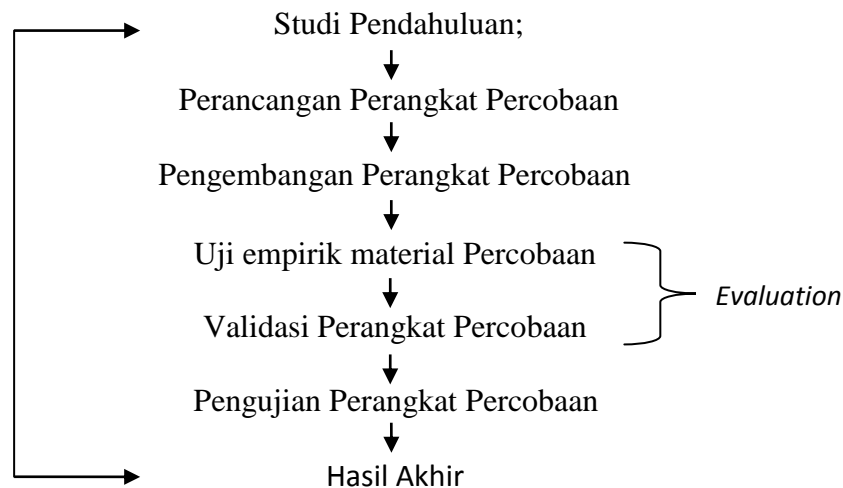 Studi Pendahuluan;
Perancangan Perangkat Percobaan
Pengembangan Perangkat Percobaan
Uji empirik material Percobaan
Evaluation
Validasi Perangkat Percobaan
Pengujian Perangkat Percobaan
Hasil Akhir